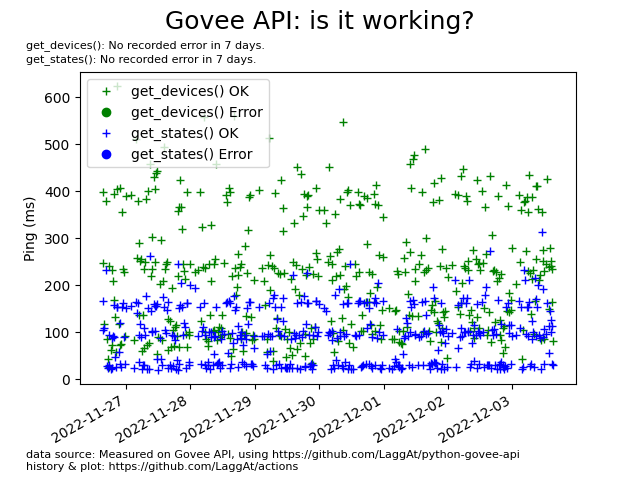 Govee API: is it working?
get_devices(): No recorded error in 7 days.
get_states(): No recorded error in 7 days.
get_devices() OK
get_devices() Error
get_states() OK
get_states() Error
Ping (ms)
600
500
400
300
200
100
0
2022-11-27
2022-11-28
2022-11-29
2022-11-30
2022-12-01
2022-12-02
2022-12-03
data source: Measured on Govee API, using https://github.com/LaggAt/python-govee-api
history & plot: https://github.com/LaggAt/actions